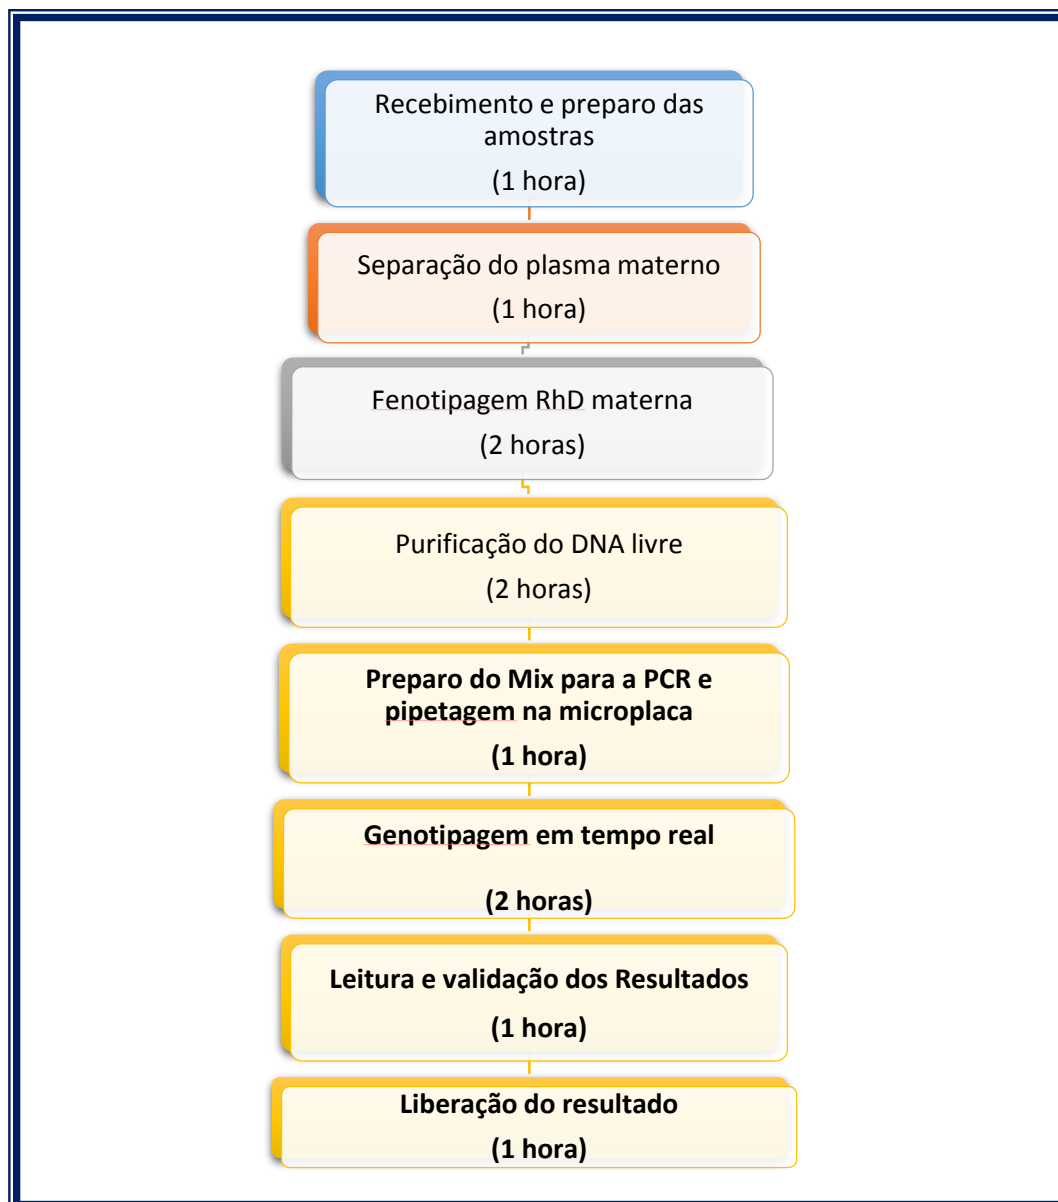 Recebimento e preparo das
amostras
(1 hora)
Separação do plasma materno
(1 hora)
Fenotipagem RhD materna
(2 horas)
Purificação do DNA livre
(2 horas)
Preparo do Mix para a PCR e
pipetagem na microplaca
(1 hora)
Genotipagem em tempo real
(2 horas)
Leitura e validação dos Resultados
(1 hora)
Liberação do resultado
(1 hora)